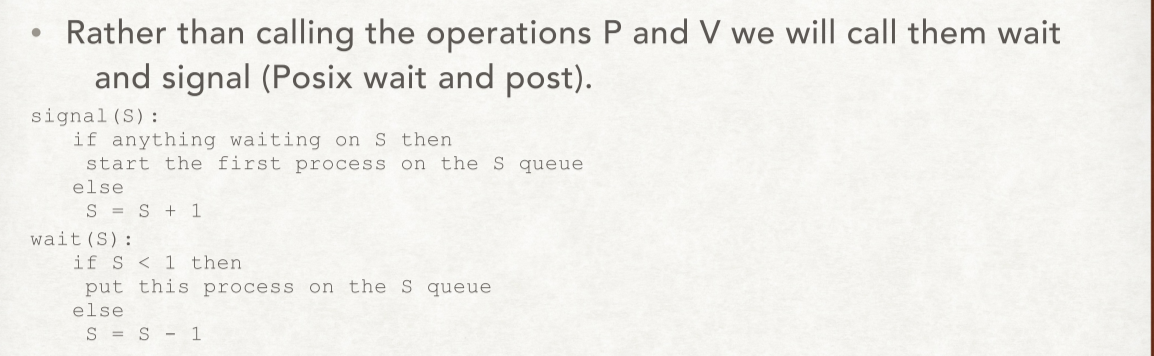 • Rather than calling the operations P and V we will call them wait
and signal (Posix wait and post).
signal(S):
if anything waiting on S then
start the first process on the S queue
else
S = S + 1
wait(S):
if S < 1 then
put this process on the S queue
else
S = S - 1